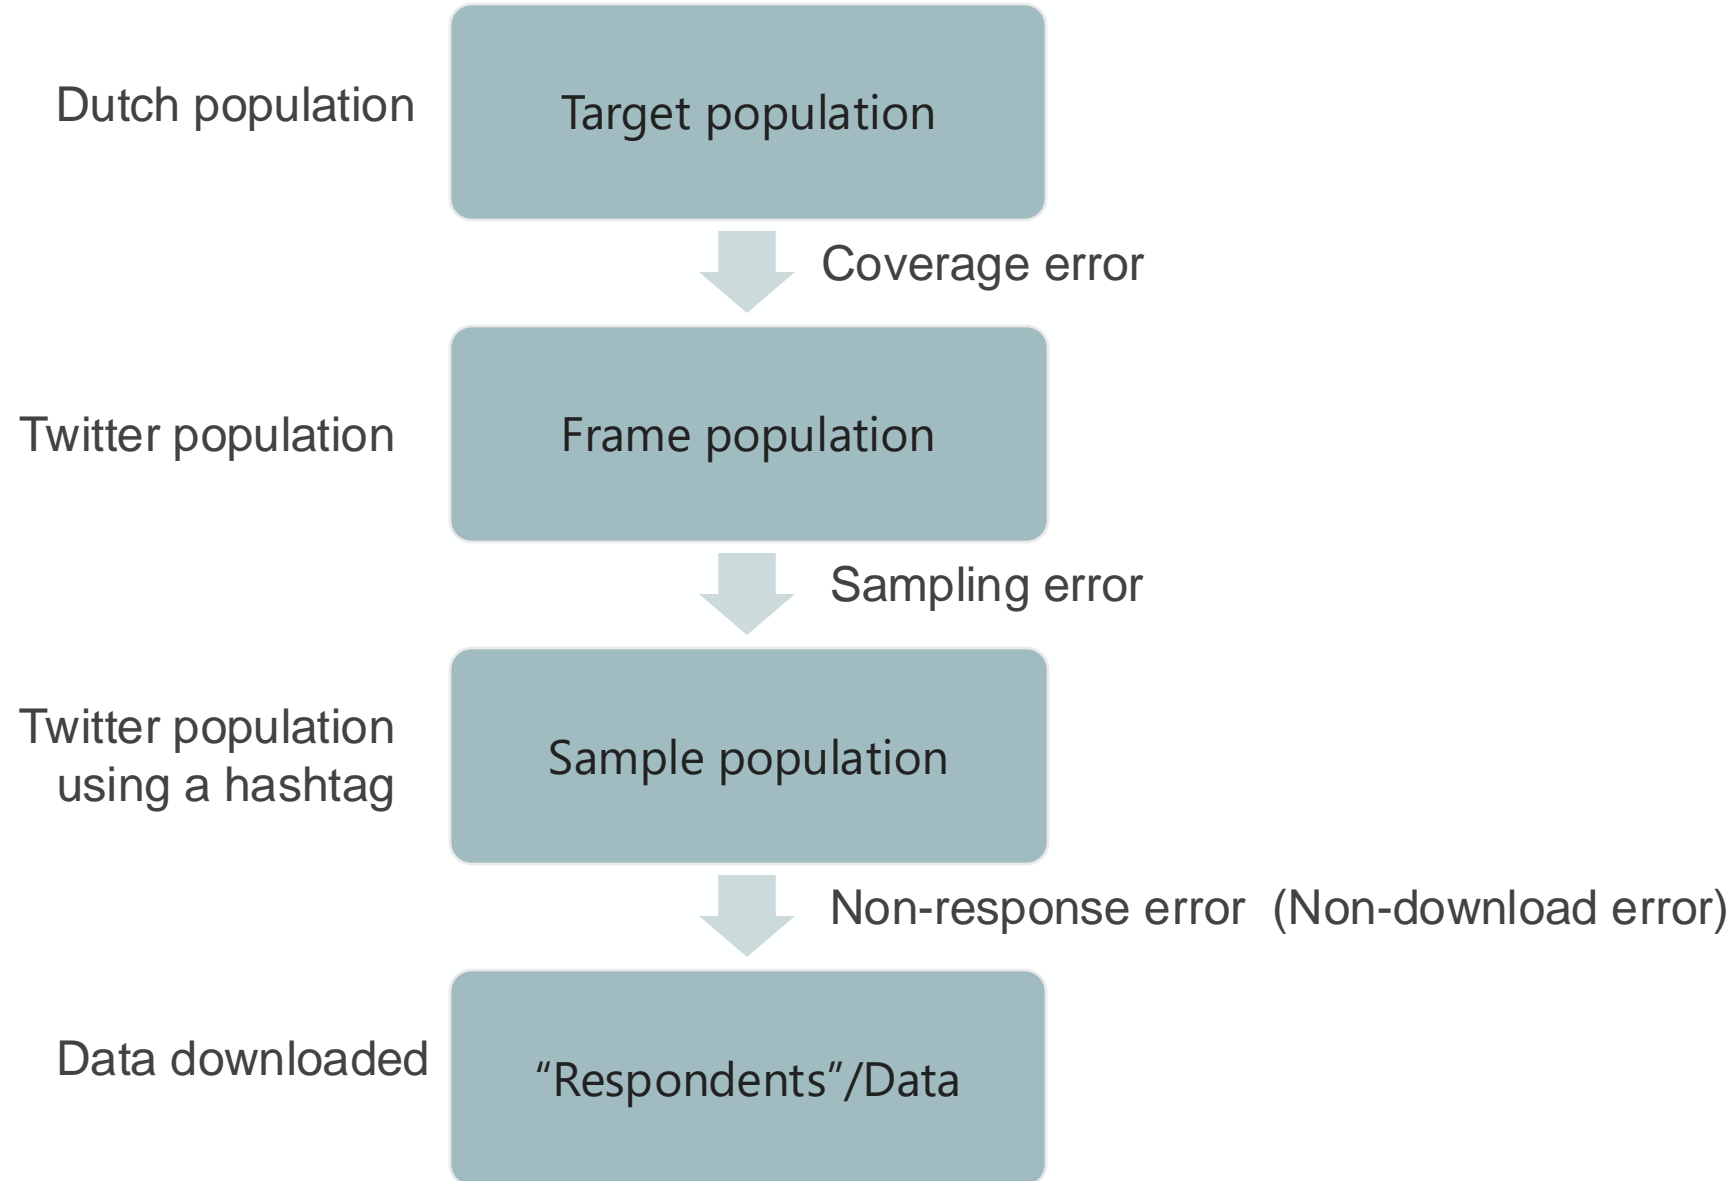 Dutch population
Target population
Coverage error
Twitter population
Frame population
Sampling error
Twitter population
using a hashtag
Sample population
Non-response error  (Non-download error)
Data downloaded
“Respondents”/Data